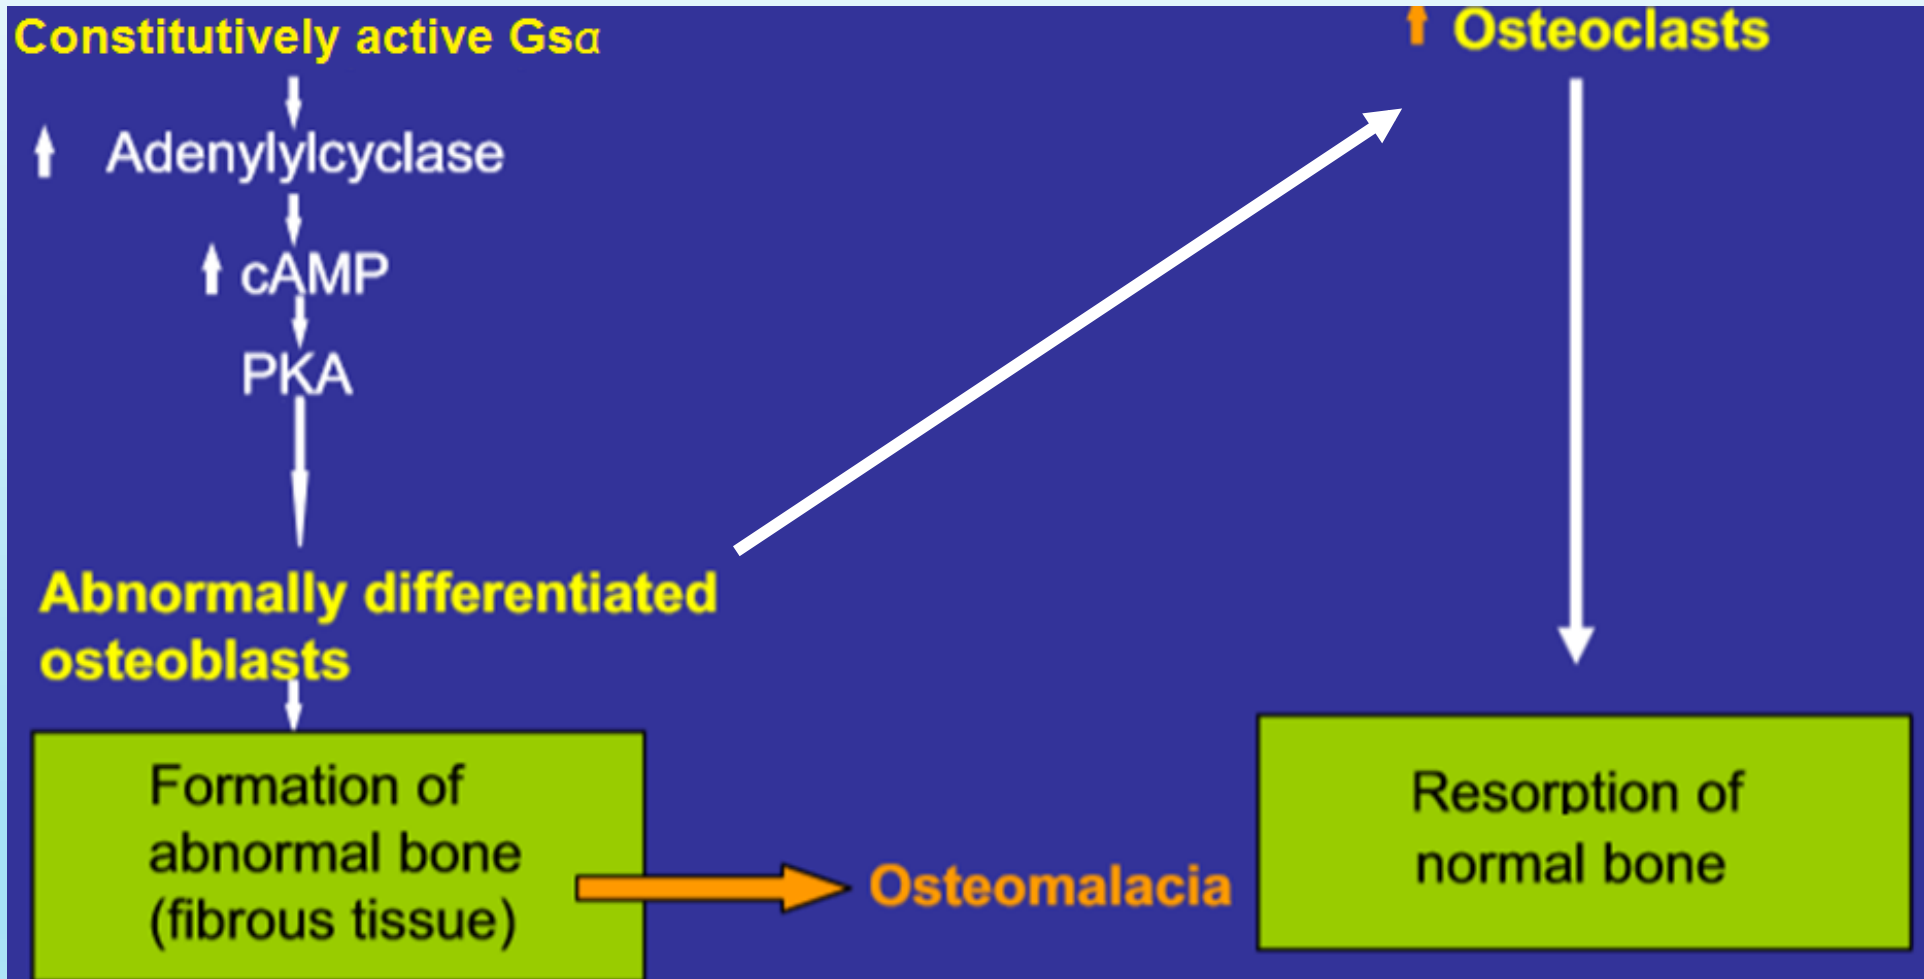 Constitutively active Gsα
Adenylylcyclase
cAMP
PKA
Abnormally differentiated
osteoblasts
Formation of
abnormal bone
(fibrous tissue)
Osteomalacia
Osteoclasts
Resorption of
normal bone